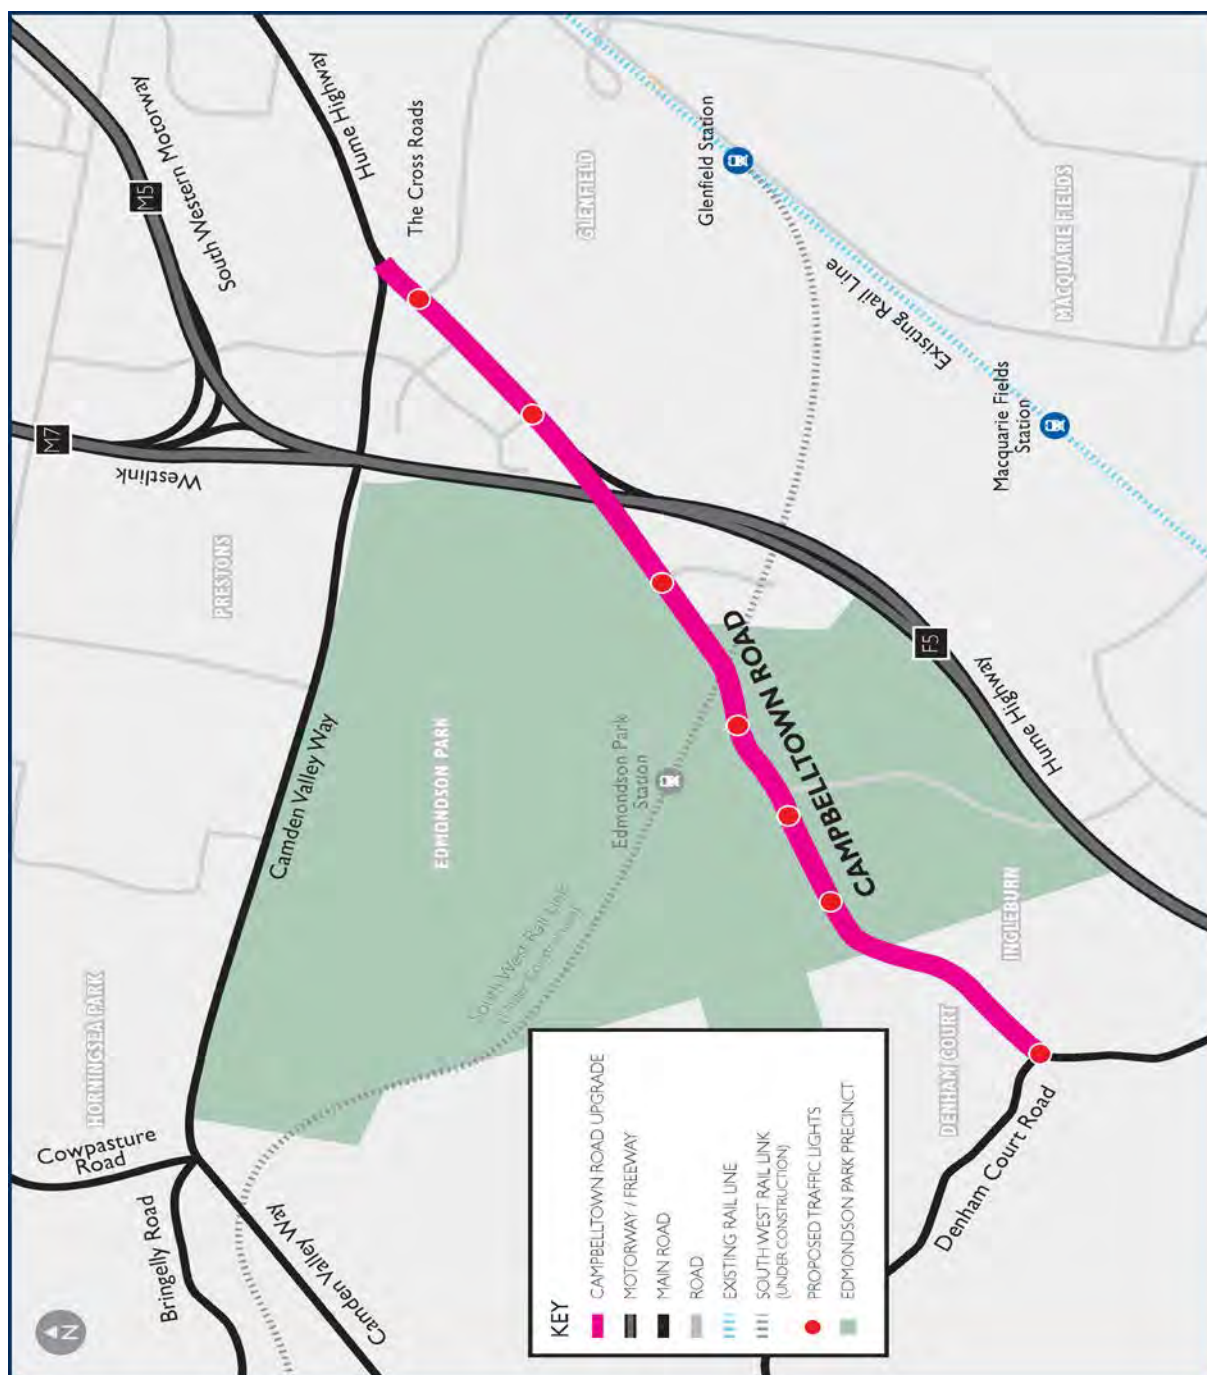 M5
South Western Motorway
Hume Highway
The Cross Roads
GLENFIELD
Glenfield Station
MACQUARIE FIELDS
Existing Rail Line
Macquarie Fields
Station
M7
Westlink
PRESTONS
Camden Valley Way
EDMONDSON PARK
Edmondson Park
Station
CAMPBELLTOWN ROAD
F5
Hume Highway
South West Rail Line
(Under Construction)
INGLEBURN
DENHAM COURT
Denham Court Road
HORNINGSEA PARK
Cowpasture
Road
Bringelly Road
Camden Valley Way
N
KEY
CAMPBELLTOWN ROAD UPGRADE
MOTORWAY / FREEWAY
MAIN ROAD
ROAD
EXISTING RAIL LINE
SOUTH WEST RAIL LINK
(UNDER CONSTRUCTION)
PROPOSED TRAFFIC LIGHTS
EDMONDSON PARK PRECINCT